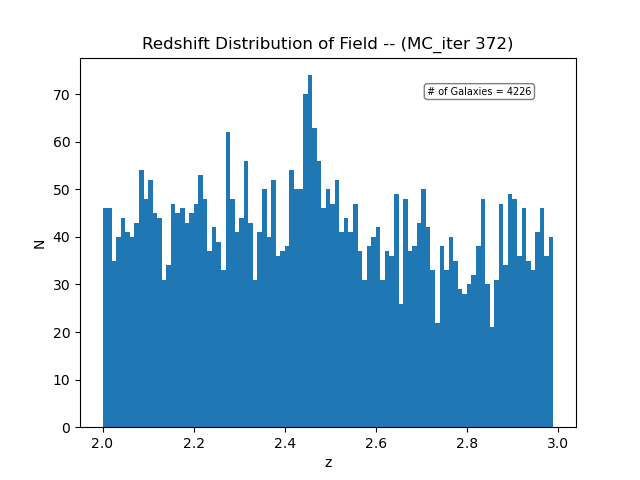 Redshift Distribution of Field -- (MC_iter 372)
# of Galaxies = 4226
N
70
60
50
40
30
20
10
0
2.0 2.2 2.4 2.6 2.8 3.0
z